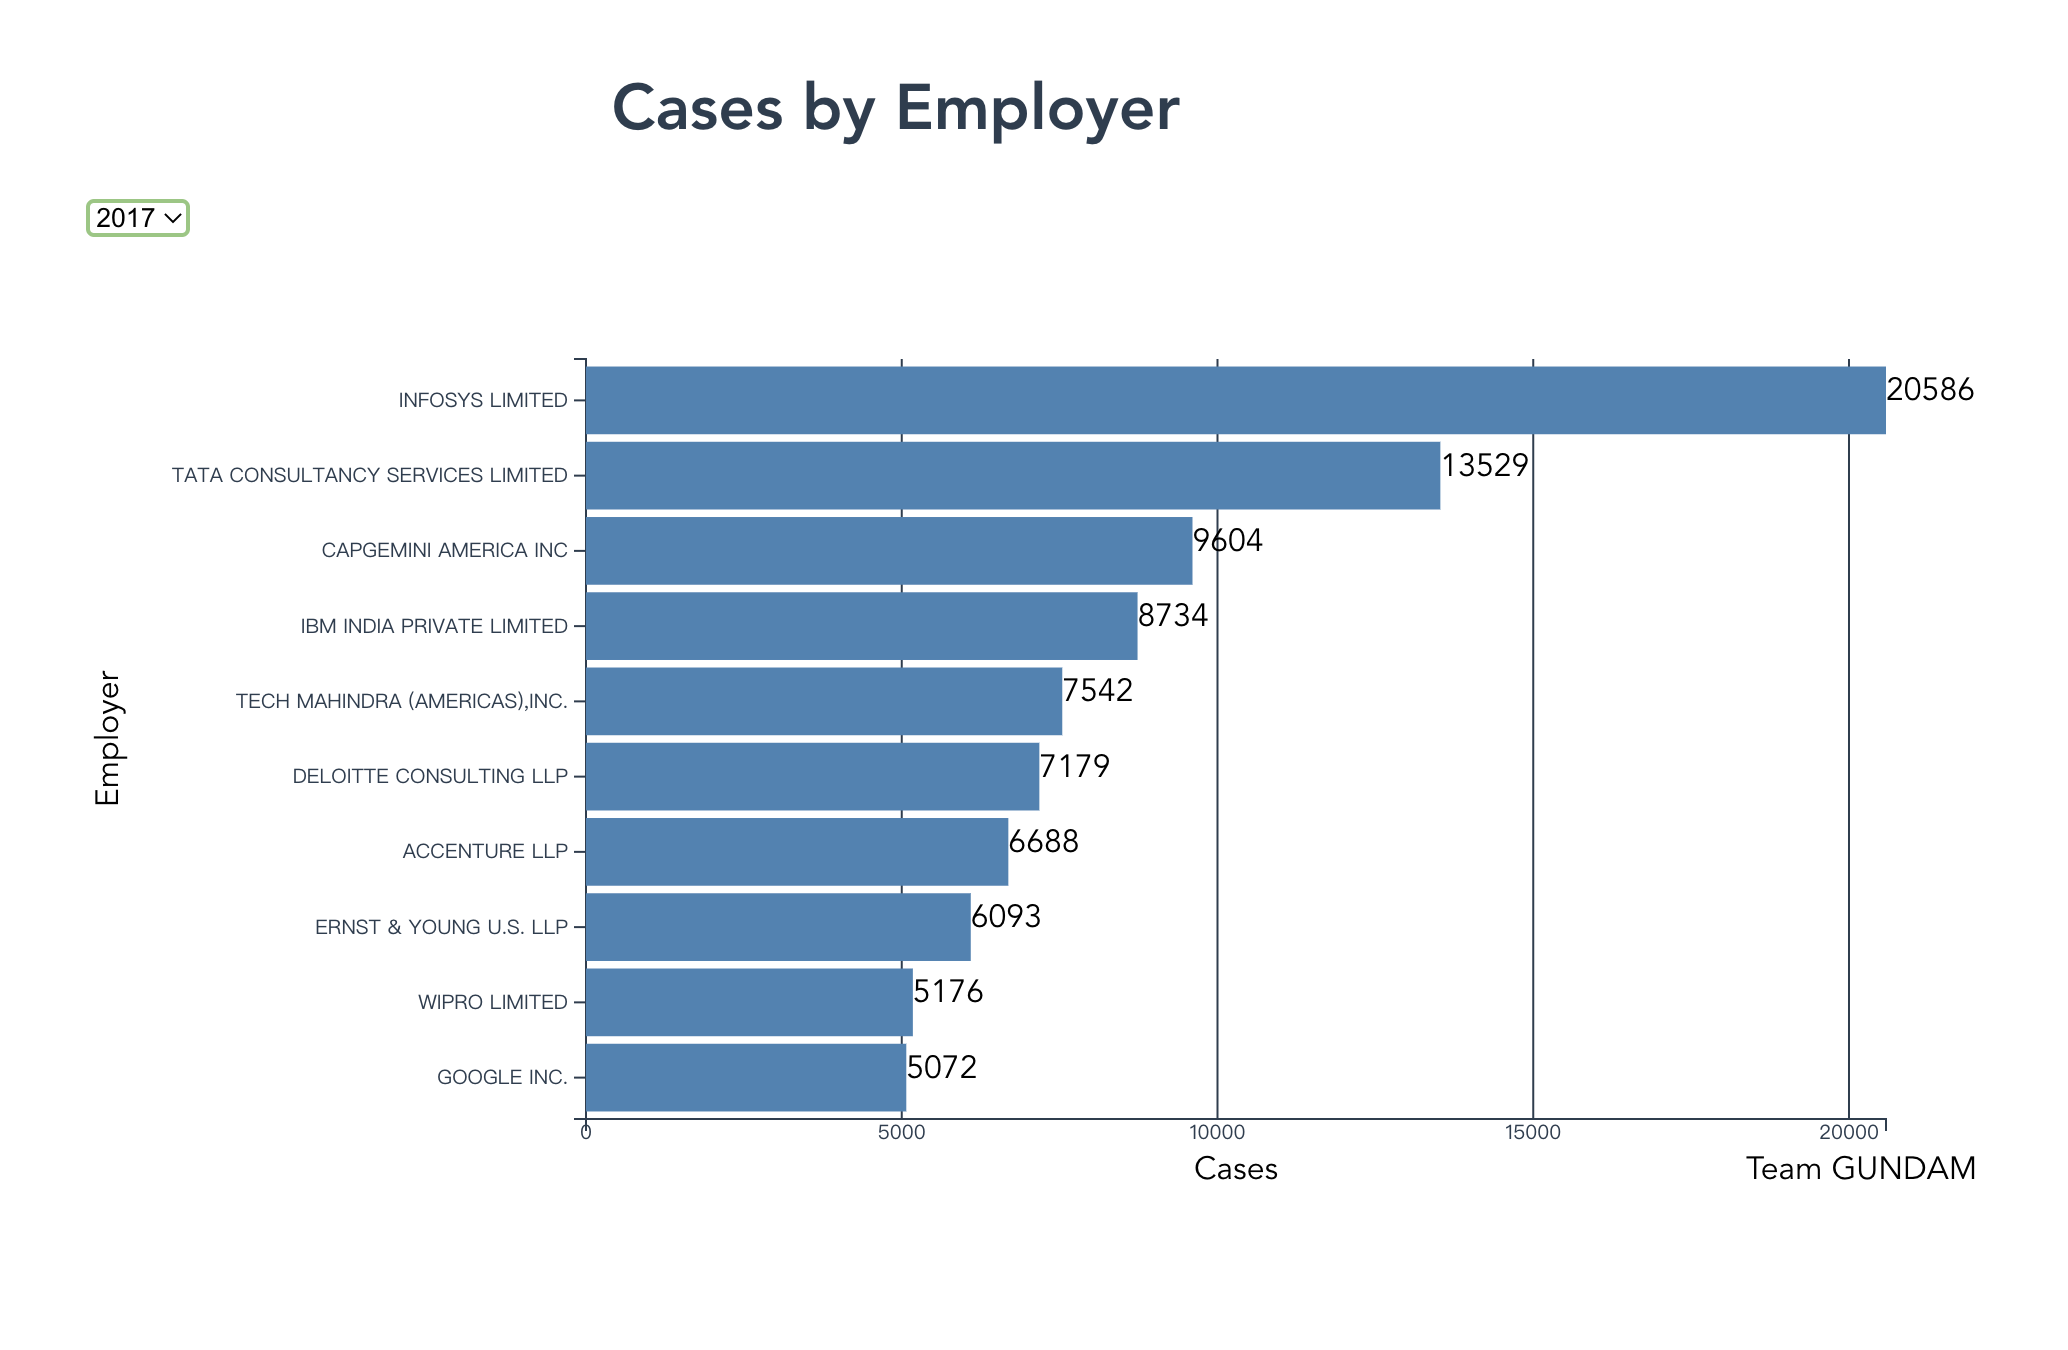 Cases by Employer
2017
INFOSYS LIMITED
20586
TATA CONSULTANCY SERVICES LIMITED
13529
CAPGEMINI AMERICA INC
9604
IBM INDIA PRIVATE LIMITED
8734
TECH MAHINDRA (AMERICAS),INC.
7542
DELOITTE CONSULTING LLP
7179
ACCENTURE LLP
6688
ERNST & YOUNG U.S. LLP
6093
WIPRO LIMITED
5176
GOOGLE INC.
5072
Employer
0
5000
10000
15000
20000
Cases
Team GUNDAM